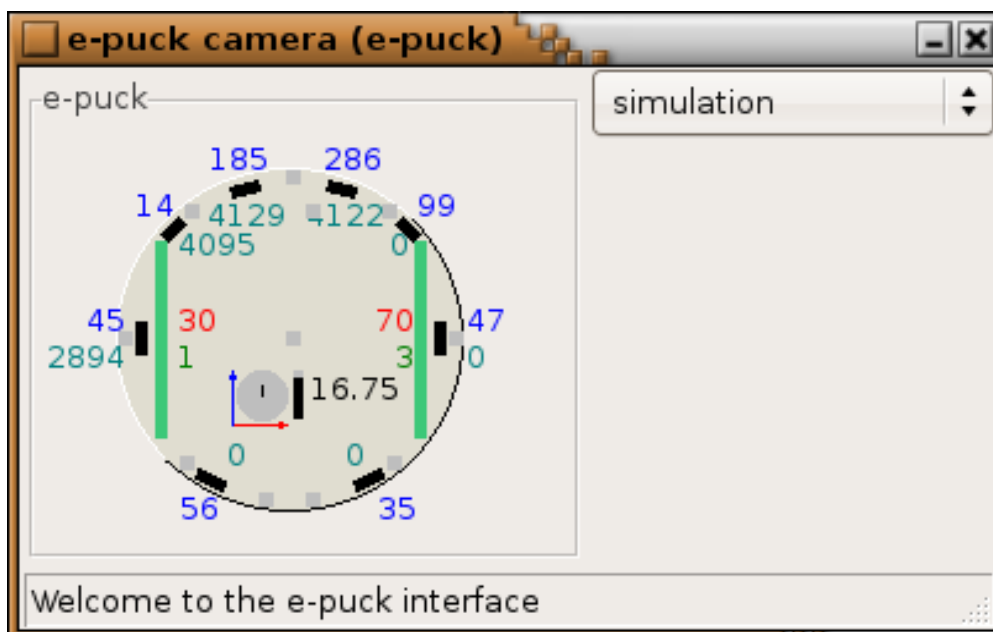 e-puck camera (e-puck)
e-puck
simulation
185 286
14 99
4129 4122
4095 0
45 30 70 47
2894 1 3 0
16.75
0 0
56 35
Welcome to the e-puck interface